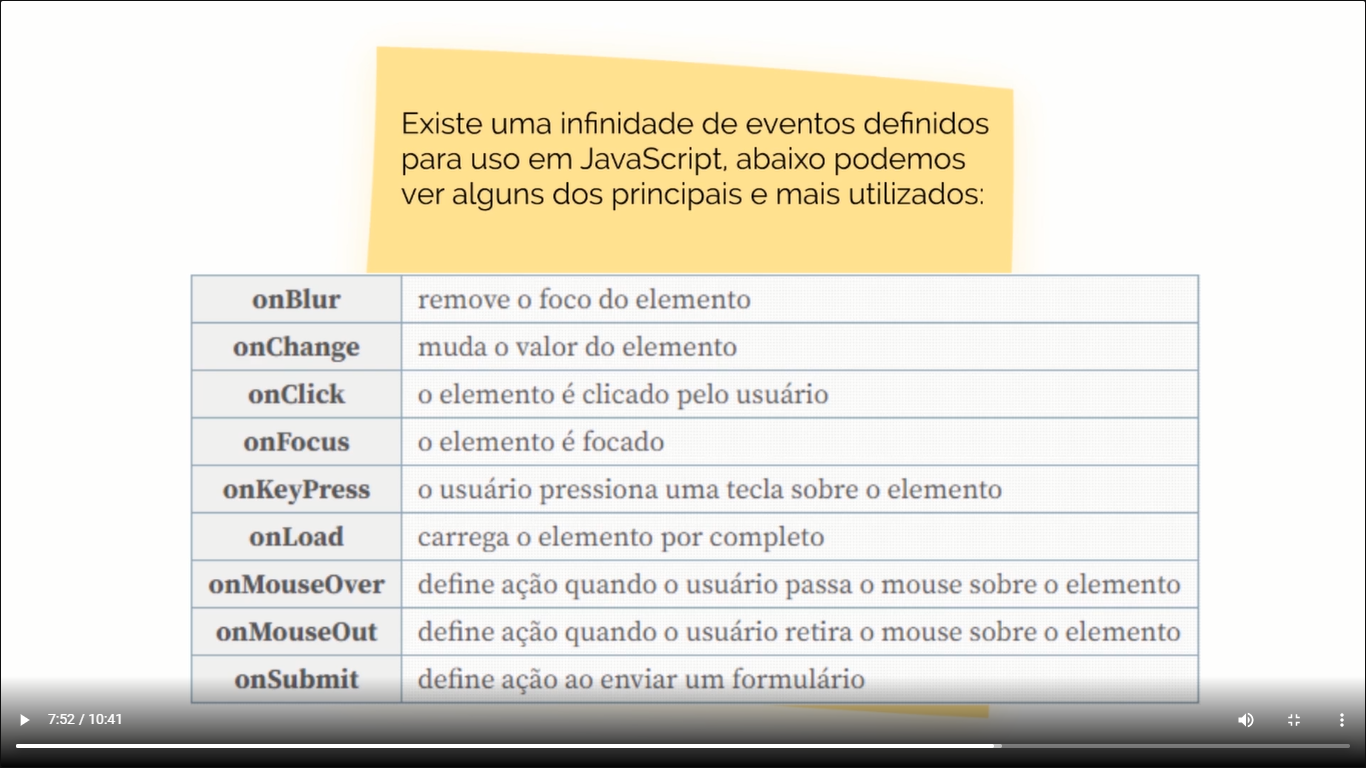 Existe uma infinidade de eventos definidos
para uso em JavaScript, abaixo podemos
ver alguns dos principais e mais utilizados:
onBlur remove o foco do elemento
onChange muda o valor do elemento
onClick o elemento é clicado pelo usuário
onFocus o elemento é focado
onKeyPress o usuário pressiona uma tecla sobre o elemento
onLoad carrega o elemento por completo
onMouseOver define ação quando o usuário passa o mouse sobre o elemento
onMouseOut define ação quando o usuário retira o mouse sobre o elemento
onSubmit define ação ao enviar um formulário
7:52 / 10:41